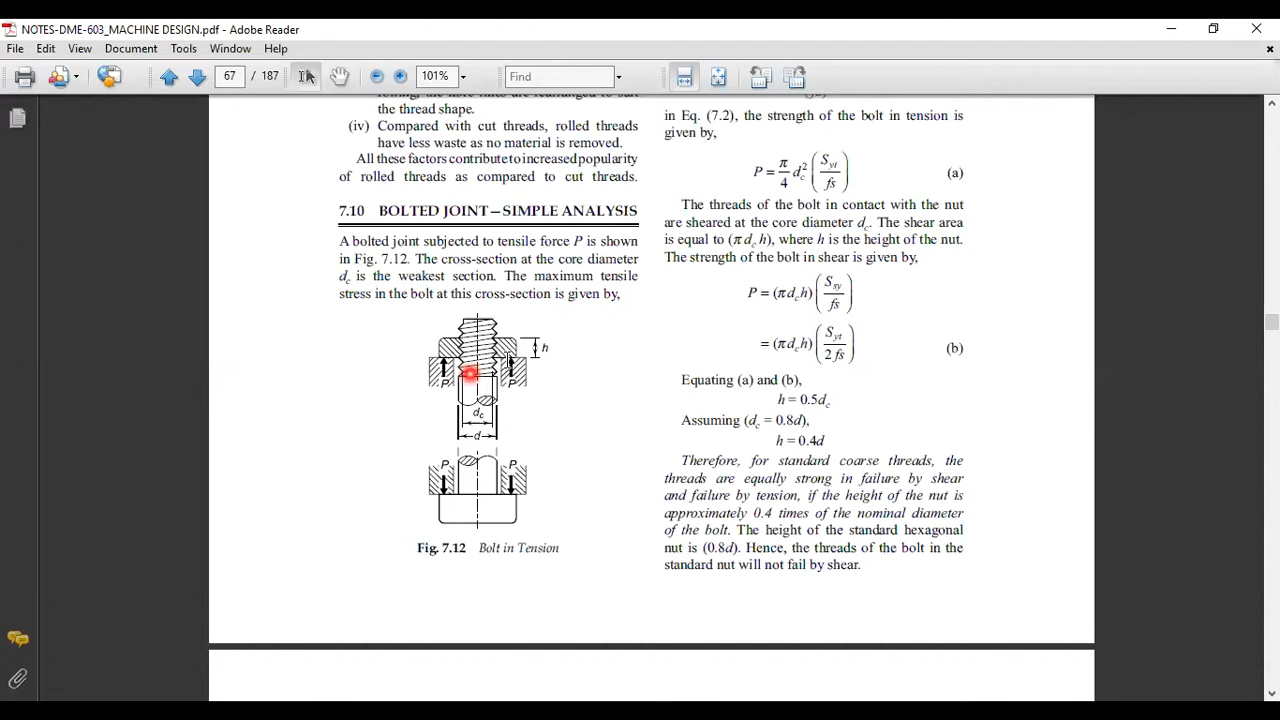 NOTES-DME-603_MACHINE DESIGN.pdf - Adobe Reader
File Edit View Document Tools Window Help
67 / 187 101% Find
the thread shape.
(iv) Compared with cut threads, rolled threads
have less waste as no material is removed.
All these factors contribute to increased popularity
of rolled threads as compared to cut threads.
7.10 BOLTED JOINT—SIMPLE ANALYSIS
A bolted joint subjected to tensile force P is shown
in Fig. 7.12. The cross-section at the core diameter
d_c is the weakest section. The maximum tensile
stress in the bolt at this cross-section is given by,
h
P P
d_c
d
P P
Fig. 7.12 Bolt in Tension
in Eq. (7.2), the strength of the bolt in tension is
given by,
P = π/4 d_c^2 (S_yt/fs) (a)
The threads of the bolt in contact with the nut
are sheared at the core diameter d_c. The shear area
is equal to (π d_c h), where h is the height of the nut.
The strength of the bolt in shear is given by,
P = (π d_c h) (S_sy/fs)
= (π d_c h) (S_yt/2 fs) (b)
Equating (a) and (b),
h = 0.5d_c
Assuming (d_c = 0.8d),
h = 0.4d
Therefore, for standard coarse threads, the
threads are equally strong in failure by shear
and failure by tension, if the height of the nut is
approximately 0.4 times of the nominal diameter
of the bolt. The height of the standard hexagonal
nut is (0.8d). Hence, the threads of the bolt in the
standard nut will not fail by shear.